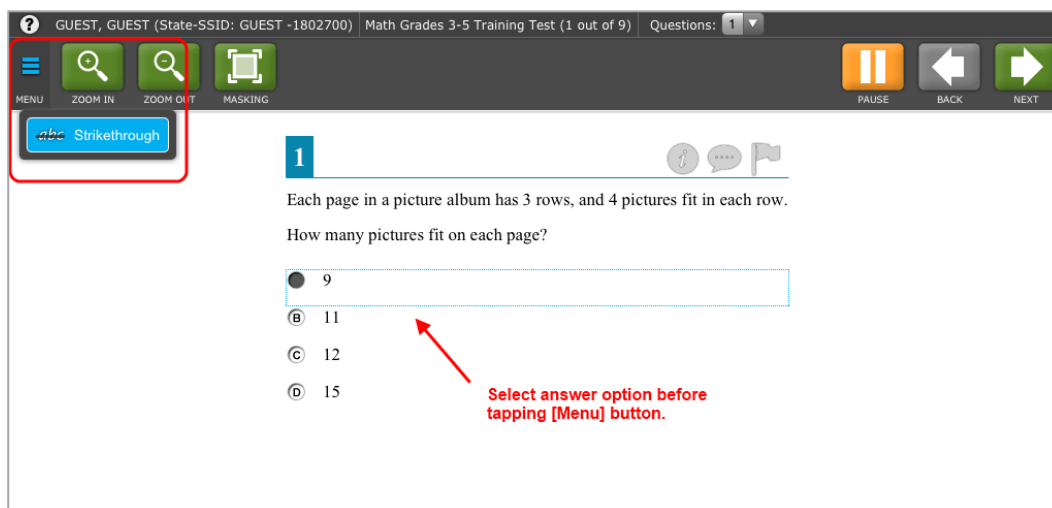 ? GUEST, GUEST (State-SSID: GUEST -1802700) Math Grades 3-5 Training Test (1 out of 9) Questions: 1
MENU ZOOM IN ZOOM OUT MASKING PAUSE BACK NEXT
abc Strikethrough
1
Each page in a picture album has 3 rows, and 4 pictures fit in each row.
How many pictures fit on each page?
9
B 11
C 12
D 15
Select answer option before
tapping [Menu] button.